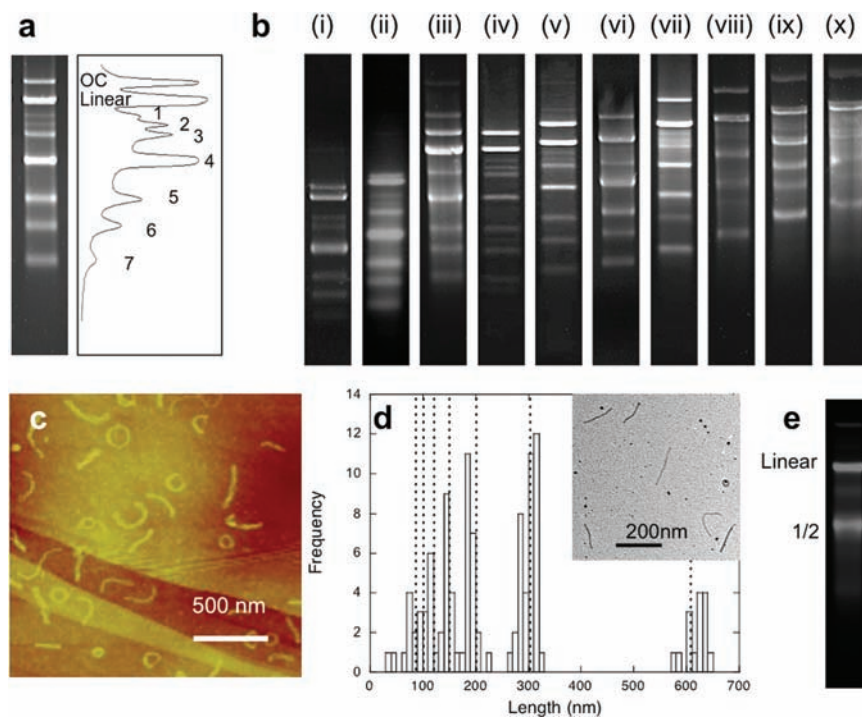 a
OC
Linear
1
2
3
4
5
6
7
b
(i) (ii) (iii) (iv) (v) (vi) (vii) (viii) (ix) (x)
c
500 nm
d
14
12
10
8
6
4
2
0
Frequency
0 100 200 300 400 500 600 700
Length (nm)
200nm
e
Linear
1/2